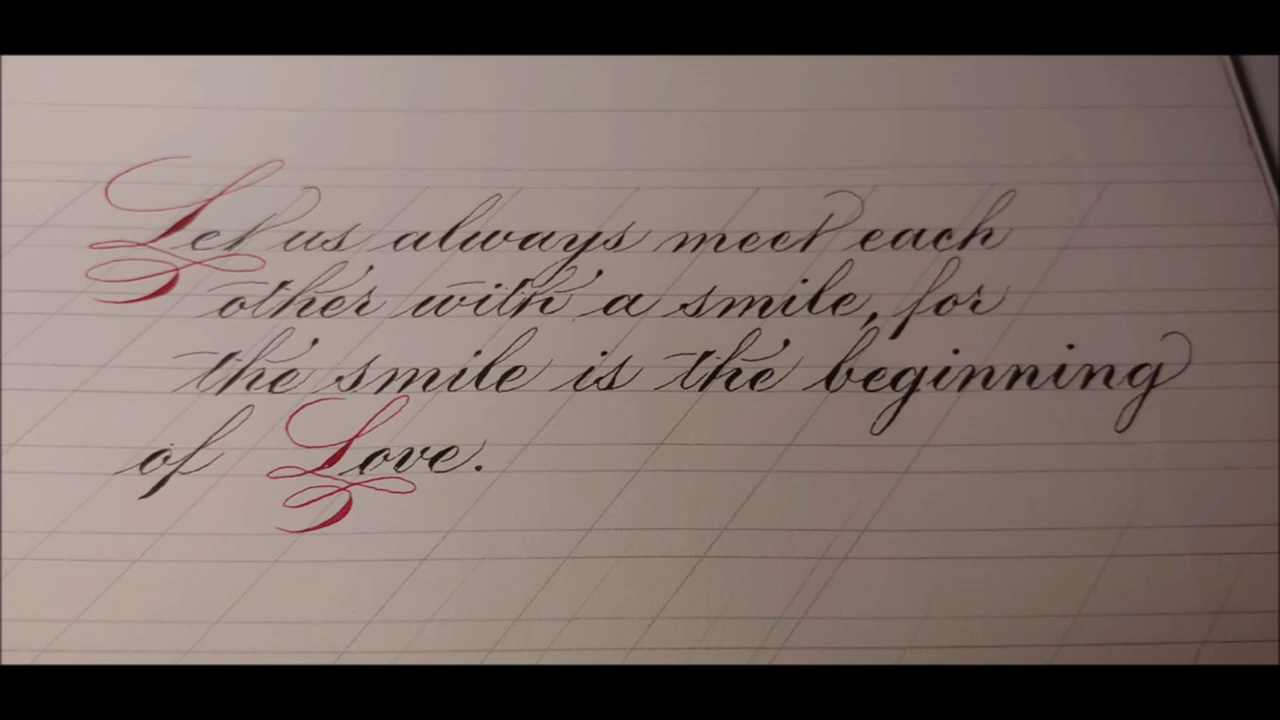 Let us always meet each
other with a smile, for
the smile is the beginning
of Love.